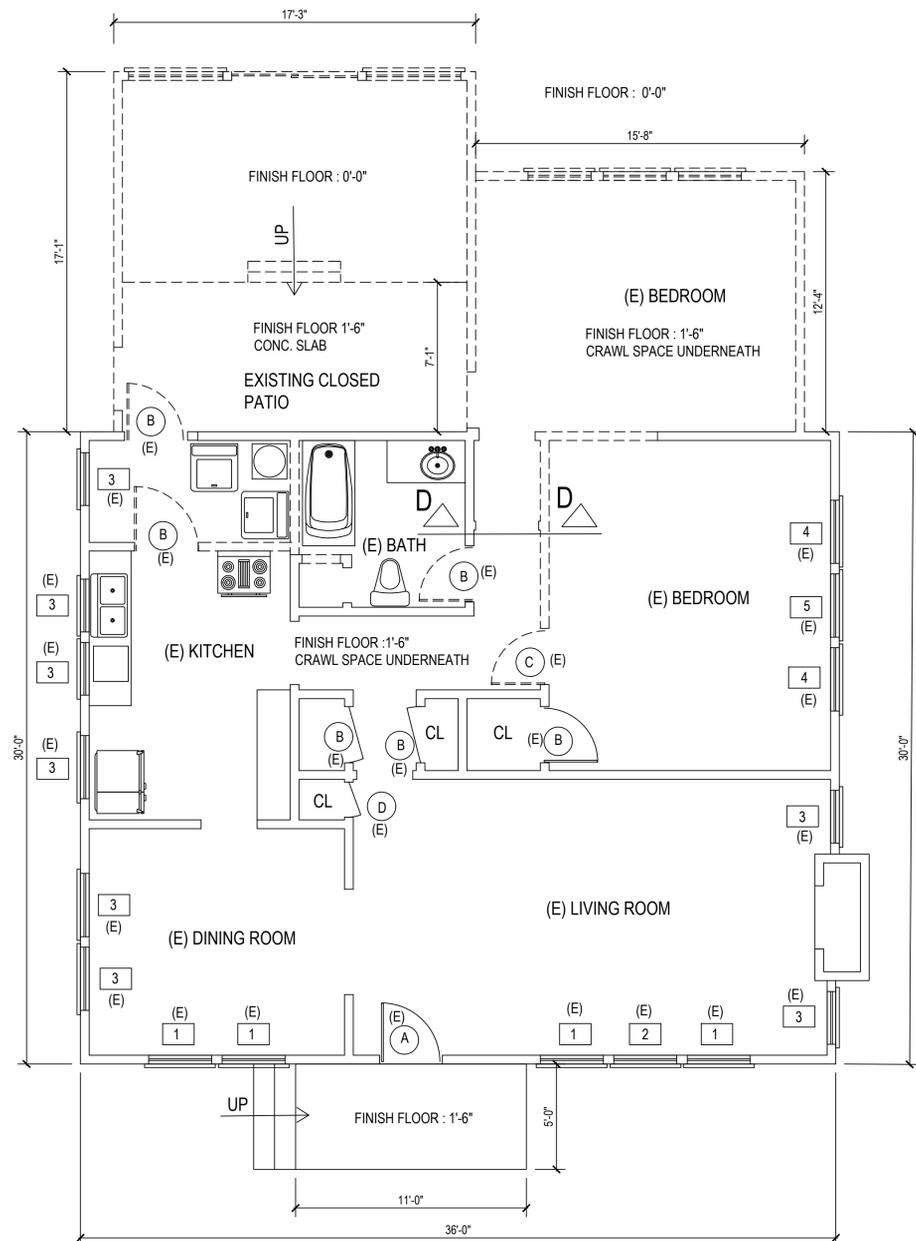 17'-3"
FINISH FLOOR : 0'-0"
15'-8"
FINISH FLOOR : 0'-0"
UP
17'-1"
(E) BEDROOM
12'-4"
FINISH FLOOR 1'-6"
CONC. SLAB
FINISH FLOOR : 1'-6"
CRAWL SPACE UNDERNEATH
7'-1"
EXISTING CLOSED
PATIO
B
(E)
3
(E)
D
D
B
(E)
(E) BATH
4
(E)
B
(E)
(E)
3
(E) BEDROOM
5
(E)
(E)
3
(E) KITCHEN
FINISH FLOOR :1'-6"
CRAWL SPACE UNDERNEATH
C
(E)
4
(E)
30'-0"
30'-0"
(E)
3
B
(E)
B
(E)
CL
CL
(E)
B
CL
D
(E)
3
(E)
3
(E)
(E) LIVING ROOM
(E) DINING ROOM
3
(E)
(E)
3
(E)
1
(E)
1
(E)
A
(E)
1
(E)
2
(E)
1
UP
FINISH FLOOR : 1'-6"
5'-0"
11'-0"
36'-0"